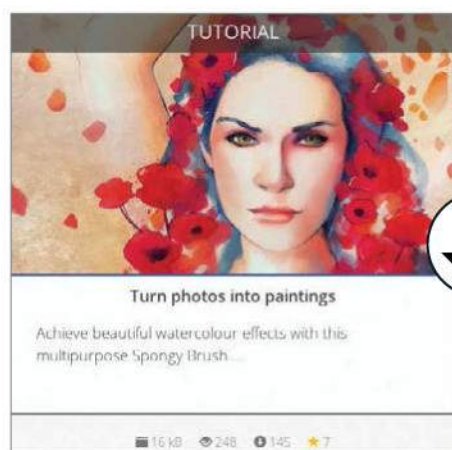 TUTORIAL
Turn photos into paintings
Achieve beautiful watercolour effects with this
multipurpose Spongy Brush...
16 kB 248 145 7